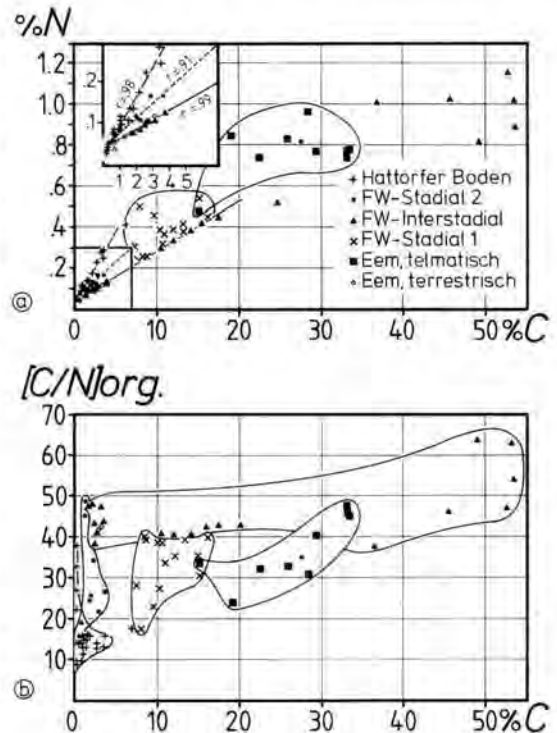 %N
1.2
1.0
.8
.6
.4
.2
.2
.1
r=.98
r=.91
r=.99
1 2 3 4 5
+ Hattorfer Boden
• FW-Stadial 2
▲ FW-Interstadial
× FW-Stadial 1
■ Eem, telmatisch
⋄ Eem, terrestrisch
a
0 10 20 30 40 50 %C
[C/N]org.
70
60
50
40
30
20
10
b
0 10 20 30 40 50 %C